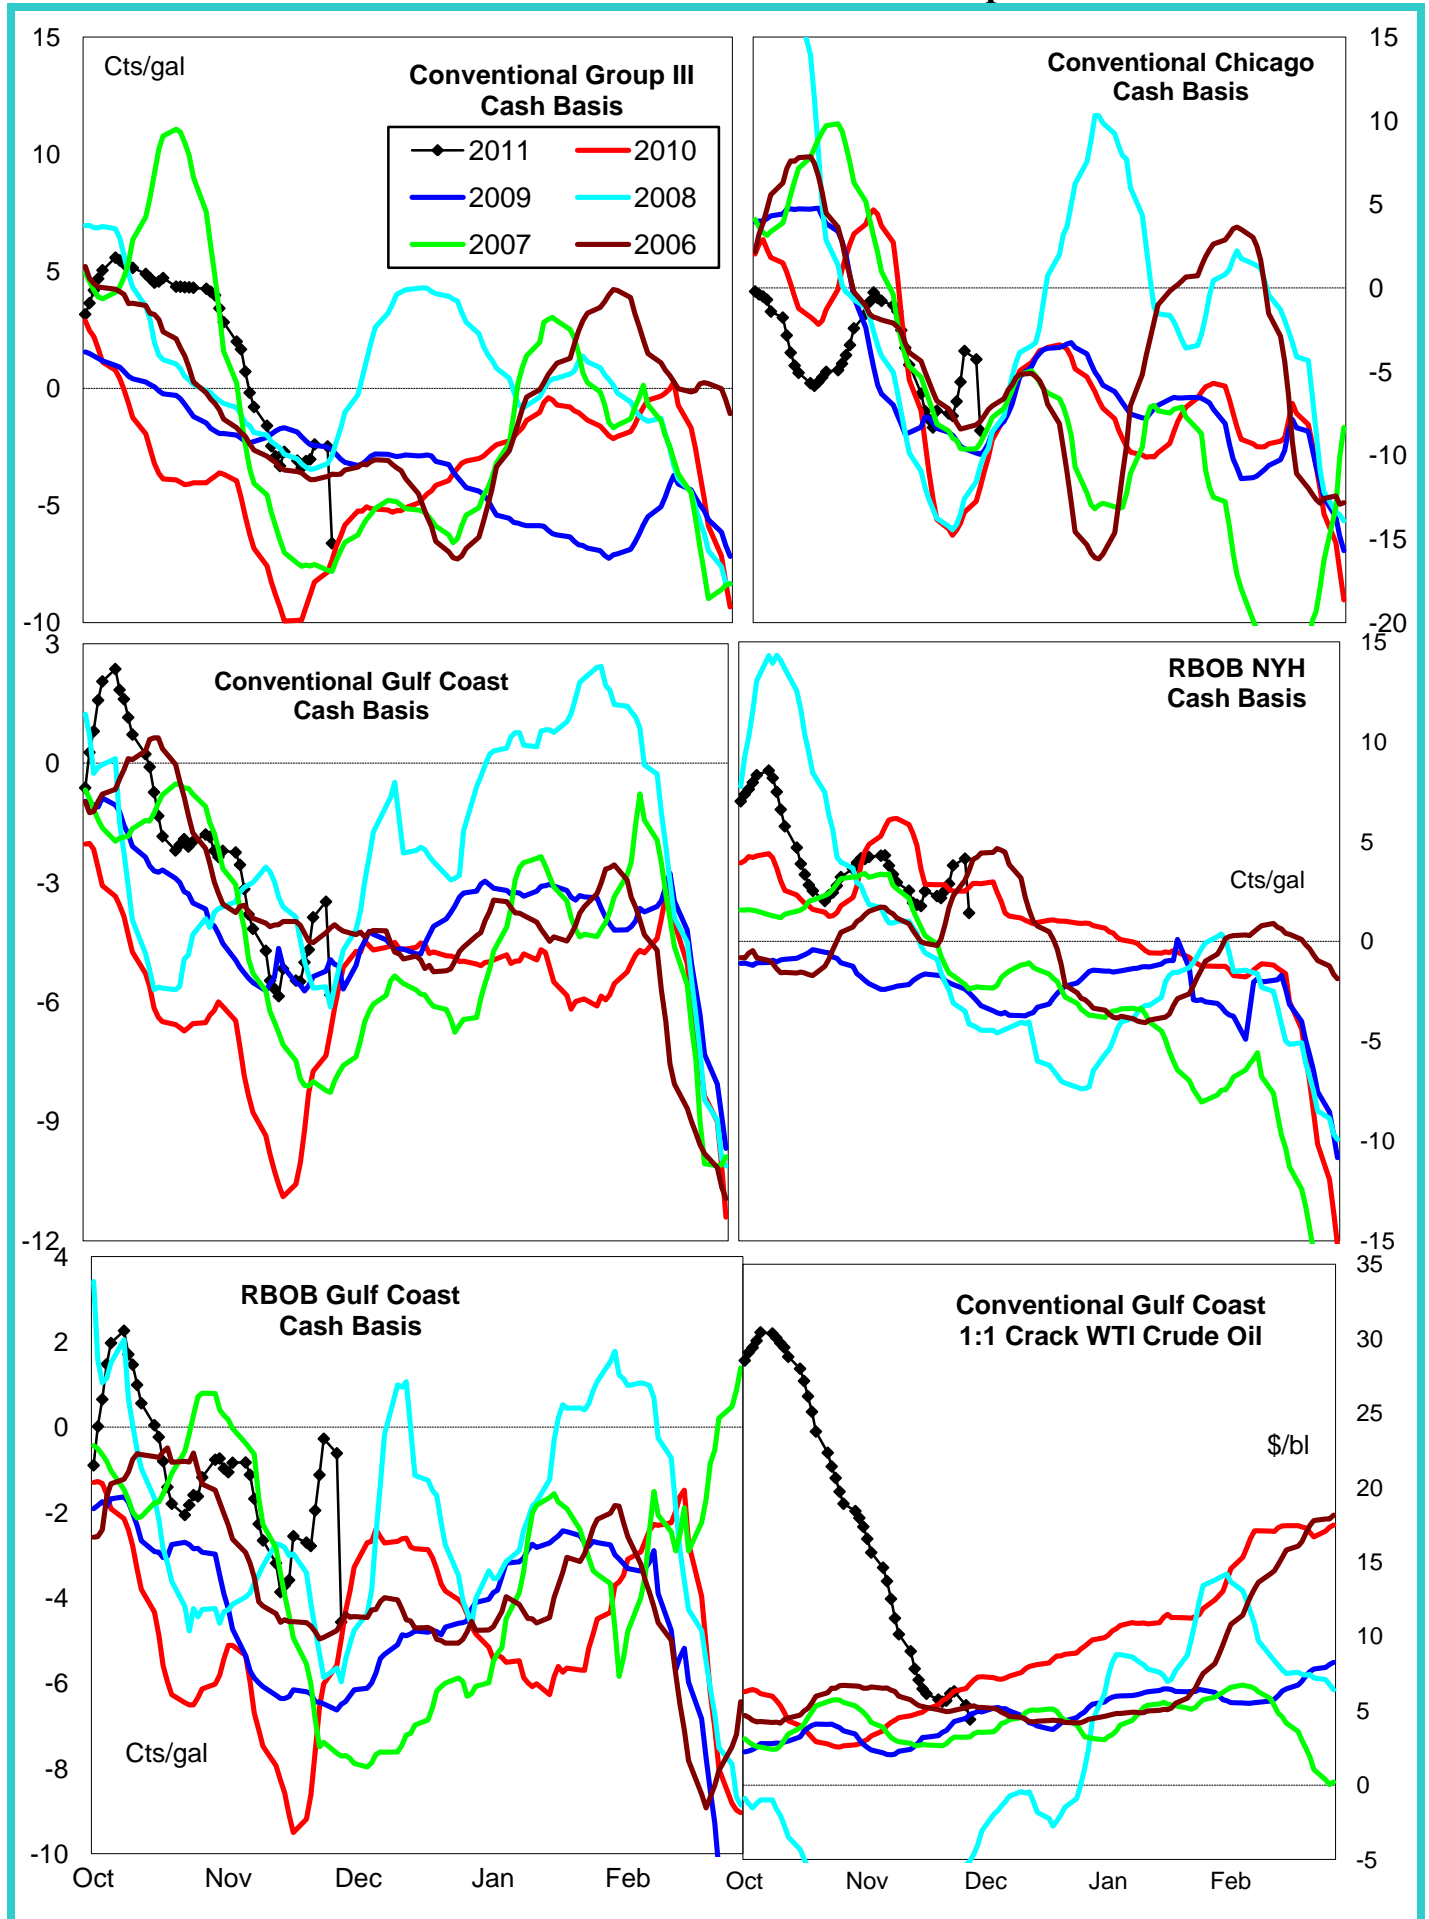 15
10
5
0
-5
-10
Cts/gal
Conventional Group III
Cash Basis
2011
2010
2009
2008
2007
2006
Conventional Chicago
Cash Basis
15
10
5
0
-5
-10
-15
-20
3
0
-3
-6
-9
-12
Conventional Gulf Coast
Cash Basis
RBOB NYH
Cash Basis
Cts/gal
15
10
5
0
-5
-10
-15
4
2
0
-2
-4
-6
-8
-10
RBOB Gulf Coast
Cash Basis
Cts/gal
Oct
Nov
Dec
Jan
Feb
Conventional Gulf Coast
1:1 Crack WTI Crude Oil
$/bl
35
30
25
20
15
10
5
0
-5
Oct
Nov
Dec
Jan
Feb